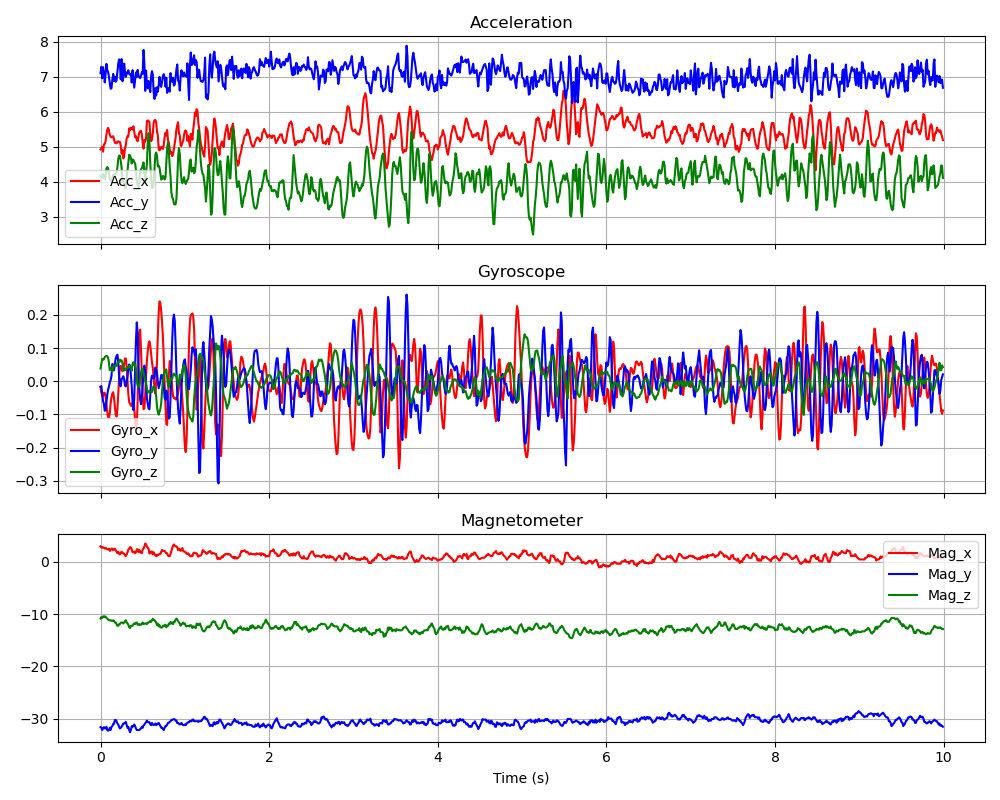 Acceleration
8
7
6
5
4
3
Acc_x
Acc_y
Acc_z
Gyroscope
0.2
0.1
0.0
−0.1
−0.2
−0.3
Gyro_x
Gyro_y
Gyro_z
Magnetometer
0
−10
−20
−30
Mag_x
Mag_y
Mag_z
0 2 4 6 8 10
Time (s)